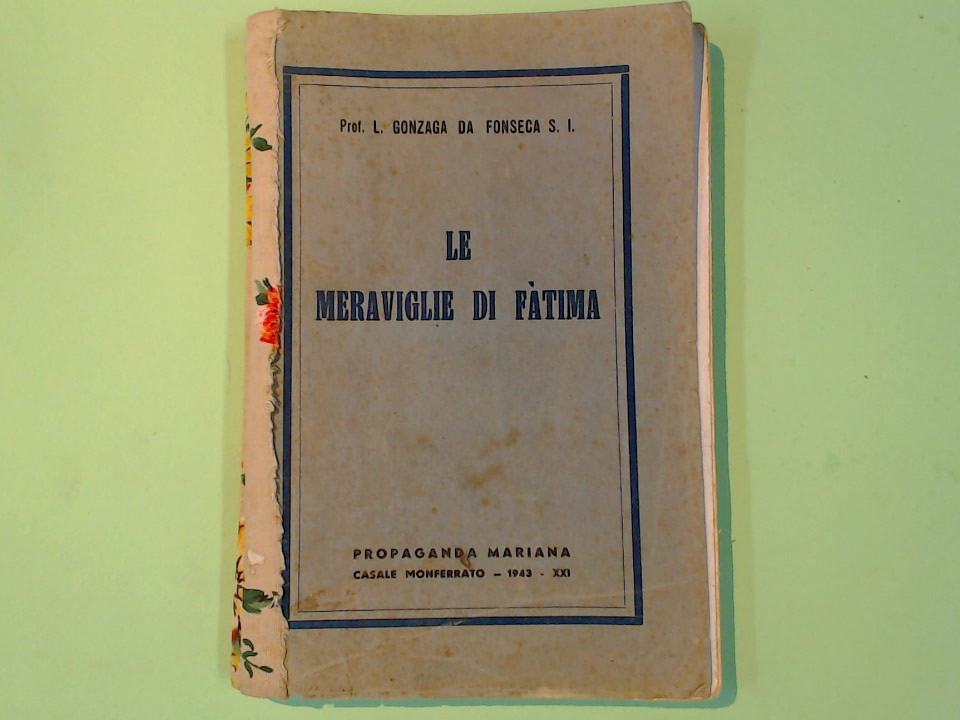 Prof. L. GONZAGA DA FONSECA S. I.
LE
MERAVIGLIE DI FÀTIMA
PROPAGANDA MARIANA
CASALE MONFERRATO - 1943 - XXI